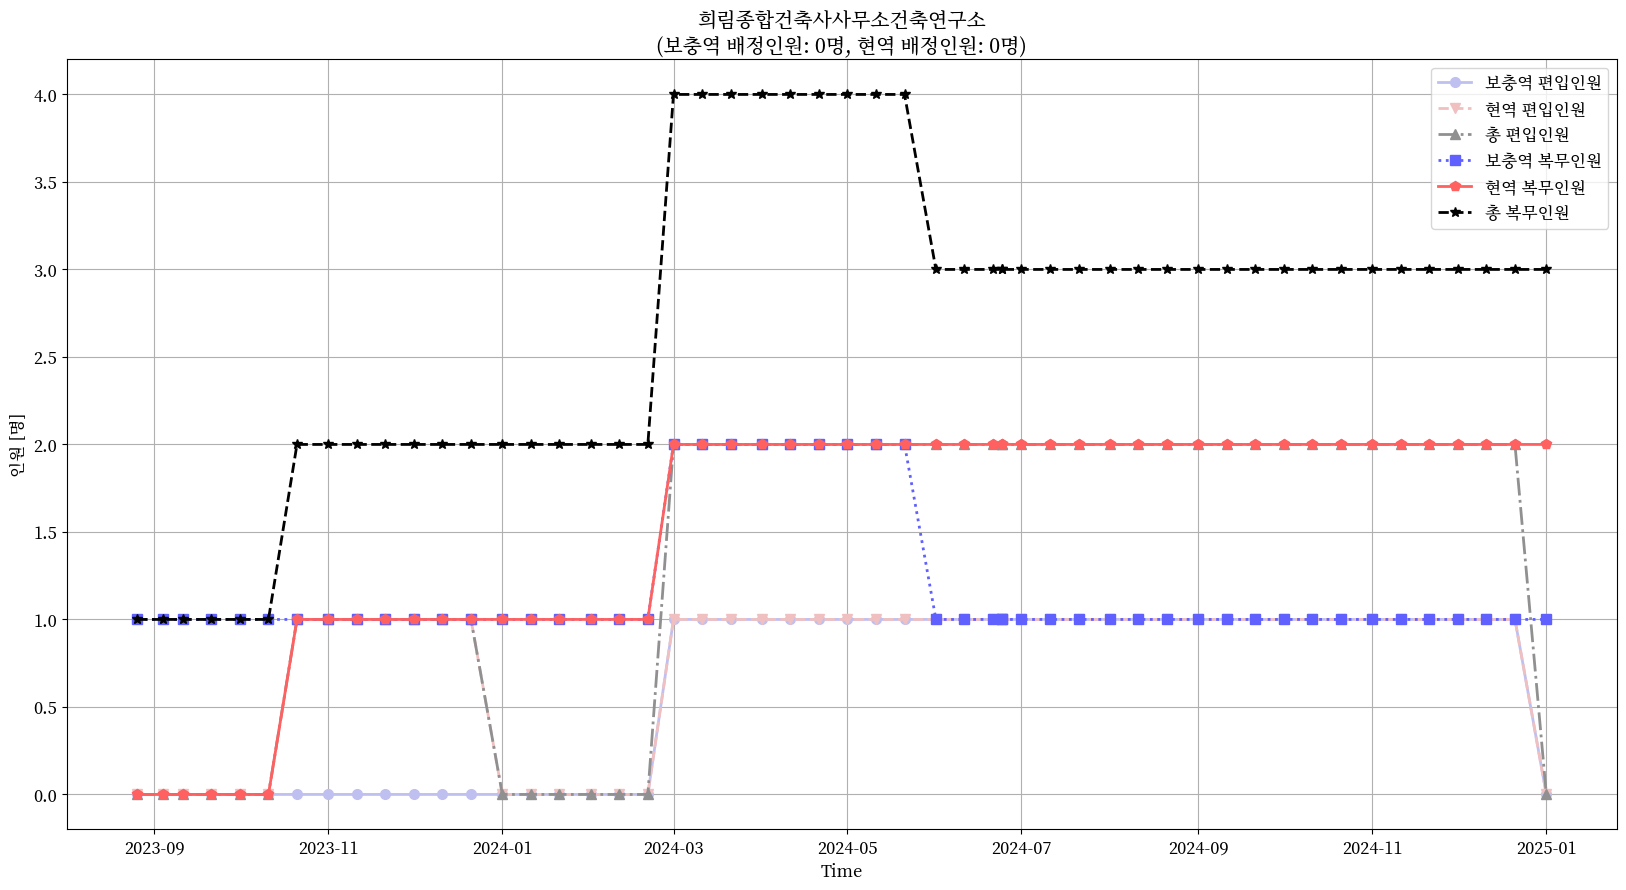 희림종합건축사사무소건축연구소
(보충역 배정인원: 0명, 현역 배정인원: 0명)
보충역 편입인원
현역 편입인원
총 편입인원
보충역 복무인원
현역 복무인원
총 복무인원
인원 [명]
4.0
3.5
3.0
2.5
2.0
1.5
1.0
0.5
0.0
2023-09 2023-11 2024-01 2024-03 2024-05 2024-07 2024-09 2024-11 2025-01
Time